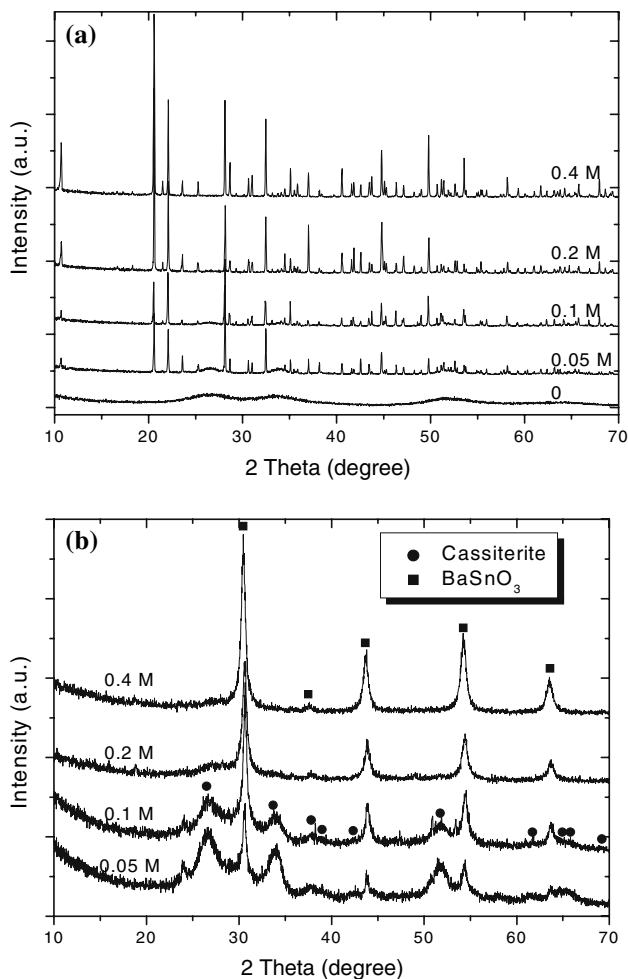 (a)
Intensity (a.u.)
0.4 M
0.2 M
0.1 M
0.05 M
0
10 20 30 40 50 60 70
2 Theta (degree)
(b)
Cassiterite
BaSnO₃
Intensity (a.u.)
0.4 M
0.2 M
0.1 M
0.05 M
10 20 30 40 50 60 70
2 Theta (degree)